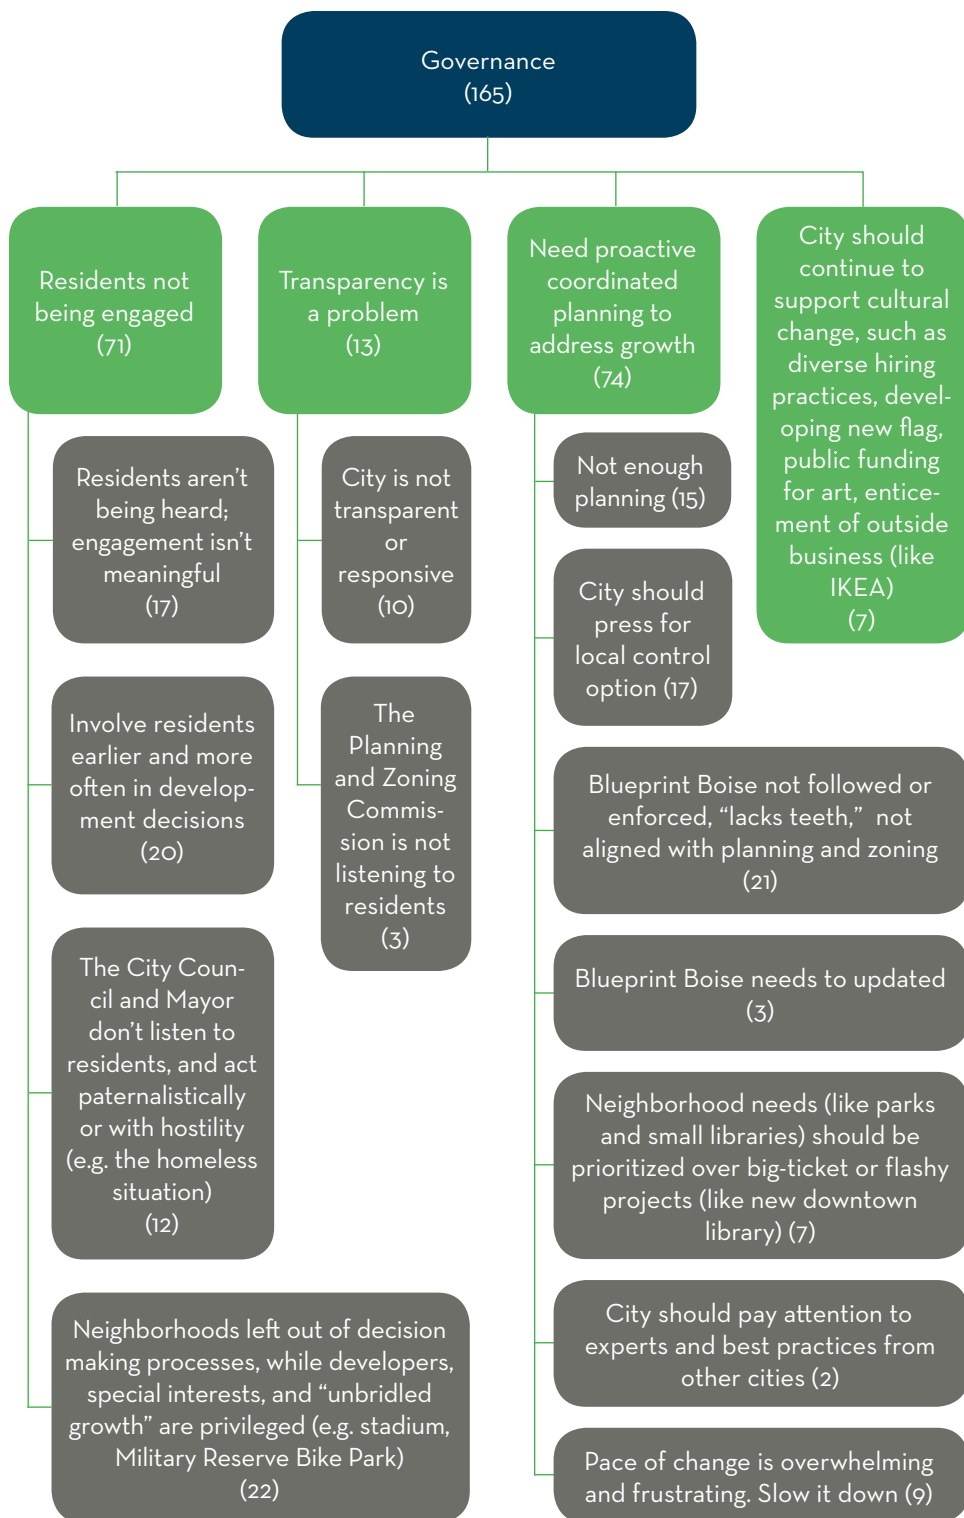 Governance
(165)
Residents not
being engaged
(71)
Transparency is
a problem
(13)
Need proactive
coordinated
planning to
address growth
(74)
City should
continue to
support cultural
change, such as
diverse hiring
practices, devel-
oping new flag,
public funding
for art, entice-
ment of outside
business (like
IKEA)
(7)
Residents aren't
being heard;
engagement isn't
meaningful
(17)
Involve residents
earlier and more
often in develop-
ment decisions
(20)
The City Coun-
cil and Mayor
don't listen to
residents, and act
paternalistically
or with hostility
(e.g. the homeless
situation)
(12)
Neighborhoods left out of decision
making processes, while developers,
special interests, and “unbridled
growth” are privileged (e.g. stadium,
Military Reserve Bike Park)
(22)
City is not
transparent
or
responsive
(10)
The
Planning
and Zoning
Commis-
sion is not
listening to
residents
(3)
Not enough
planning (15)
City should
press for
local control
option (17)
Blueprint Boise not followed or
enforced, “lacks teeth,” not
aligned with planning and zoning
(21)
Blueprint Boise needs to updated
(3)
Neighborhood needs (like parks
and small libraries) should be
prioritized over big-ticket or flashy
projects (like new downtown
library) (7)
City should pay attention to
experts and best practices from
other cities (2)
Pace of change is overwhelming
and frustrating. Slow it down (9)